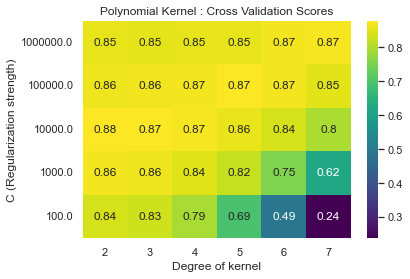 Polynomial Kernel : Cross Validation Scores
C (Regularization strength)
1000000.0 0.85 0.85 0.85 0.85 0.87 0.87
100000.0 0.86 0.86 0.87 0.87 0.87 0.85
10000.0 0.88 0.87 0.87 0.86 0.84 0.8
1000.0 0.86 0.86 0.84 0.82 0.75 0.62
100.0 0.84 0.83 0.79 0.69 0.49 0.24
2 3 4 5 6 7
Degree of kernel
0.8
0.7
0.6
0.5
0.4
0.3